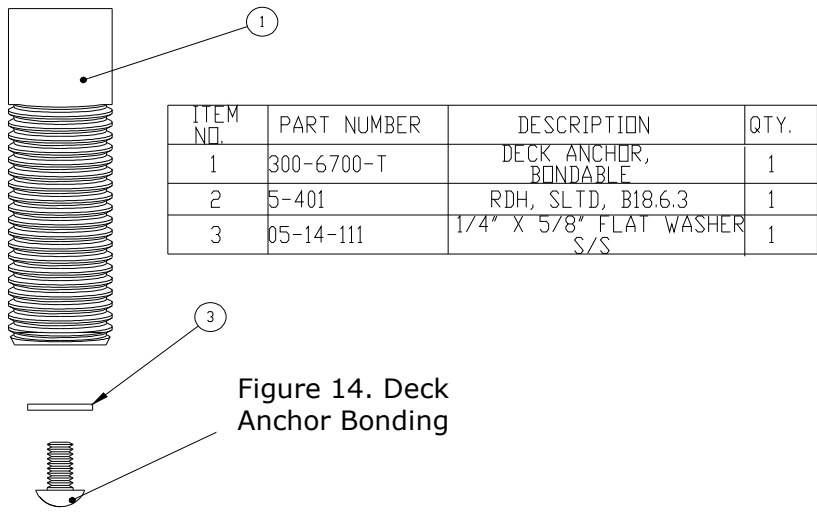 1
ITEM NO. PART NUMBER DESCRIPTION QTY.
1 300-6700-T DECK ANCHOR, BONDABLE 1
2 5-401 RDH, SLTD, B18.6.3 1
3 05-14-111 1/4" X 5/8" FLAT WASHER S/S 1
3
Figure 14. Deck
Anchor Bonding